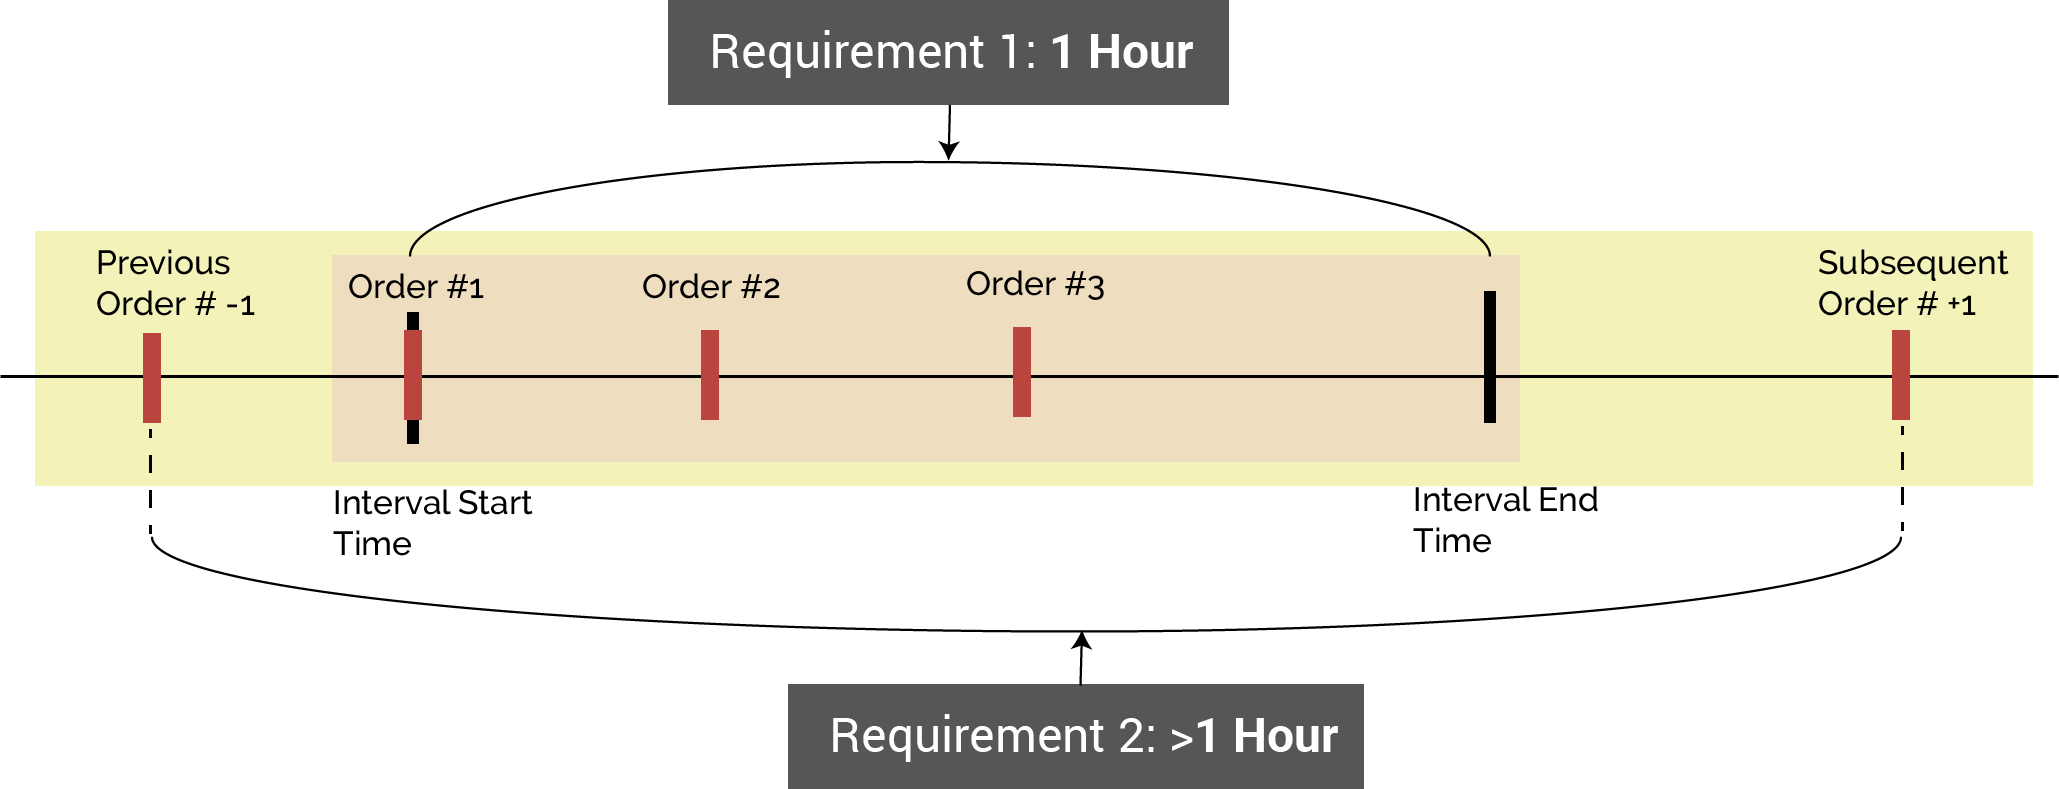 Requirement 1: 1 Hour
Previous
Order # -1
Order #1
Order #2
Order #3
Subsequent
Order # +1
Interval Start
Time
Interval End
Time
Requirement 2: >1 Hour